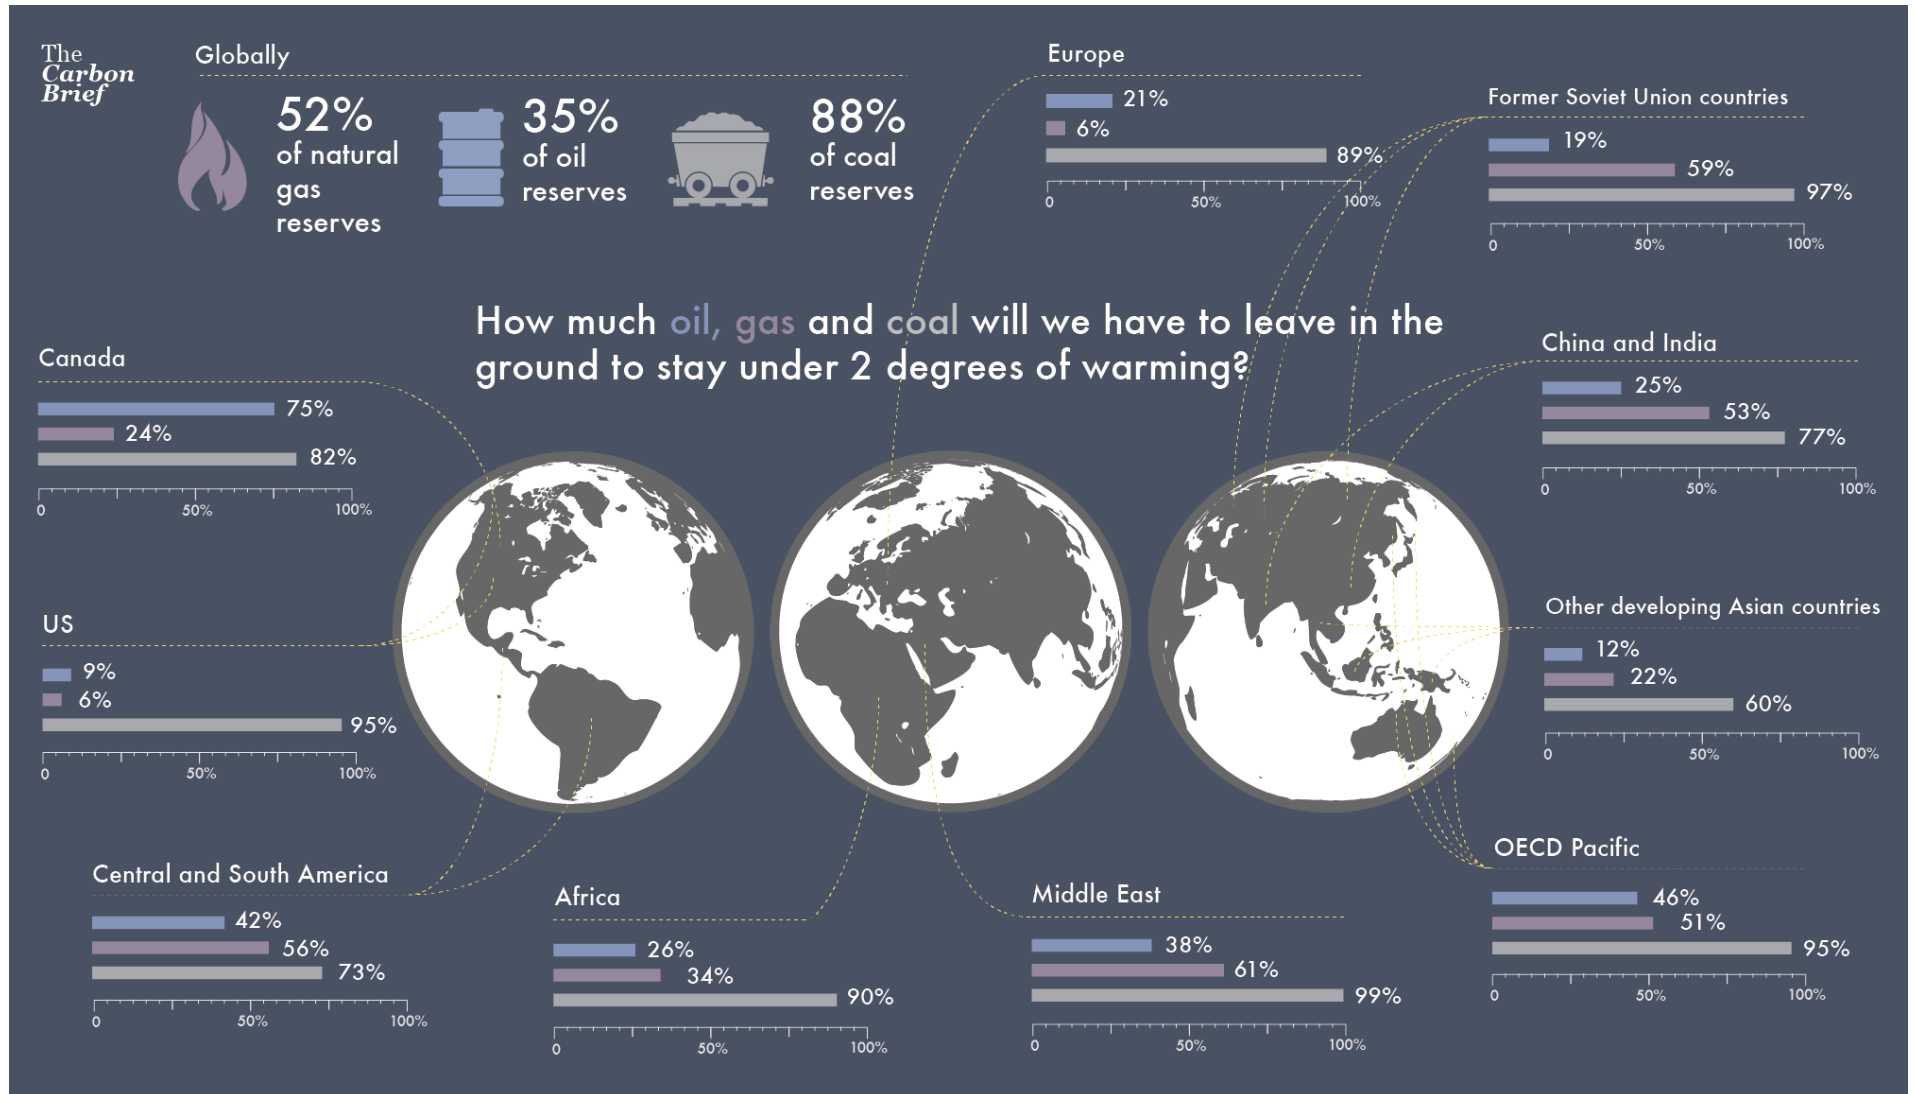 The
Carbon
Brief
Globally
52%
of natural
gas
reserves
35%
of oil
reserves
88%
of coal
reserves
Europe
21%
6%
89%
0 50% 100%
Former Soviet Union countries
19%
59%
97%
0 50% 100%
How much oil, gas and coal will we have to leave in the
ground to stay under 2 degrees of warming?
Canada
75%
24%
82%
0 50% 100%
China and India
25%
53%
77%
0 50% 100%
US
9%
6%
95%
0 50% 100%
Other developing Asian countries
12%
22%
60%
0 50% 100%
Central and South America
42%
56%
73%
0 50% 100%
Africa
26%
34%
90%
0 50% 100%
Middle East
38%
61%
99%
0 50% 100%
OECD Pacific
46%
51%
95%
0 50% 100%